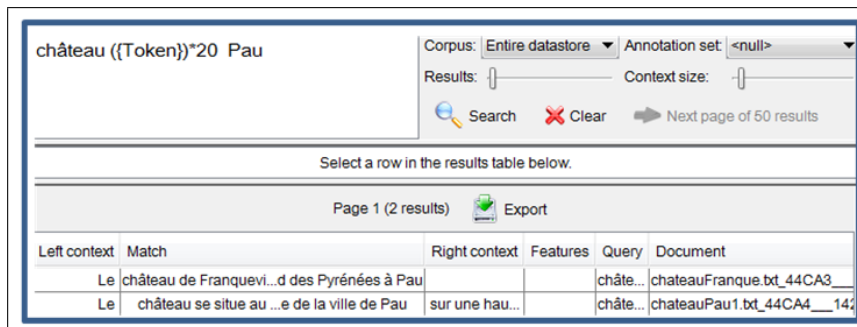 château ({Token})*20 Pau
Corpus: Entire datastore Annotation set: <null>
Results: Context size:
Search Clear Next page of 50 results
Select a row in the results table below.
Page 1 (2 results) Export
Left context Match Right context Features Query Document
Le château de Franquevi...d des Pyrénées à Pau châte... chateauFranque.txt_44CA3___
Le château se situe au ...e de la ville de Pau sur une hau... châte... chateauPau1.txt_44CA4___142